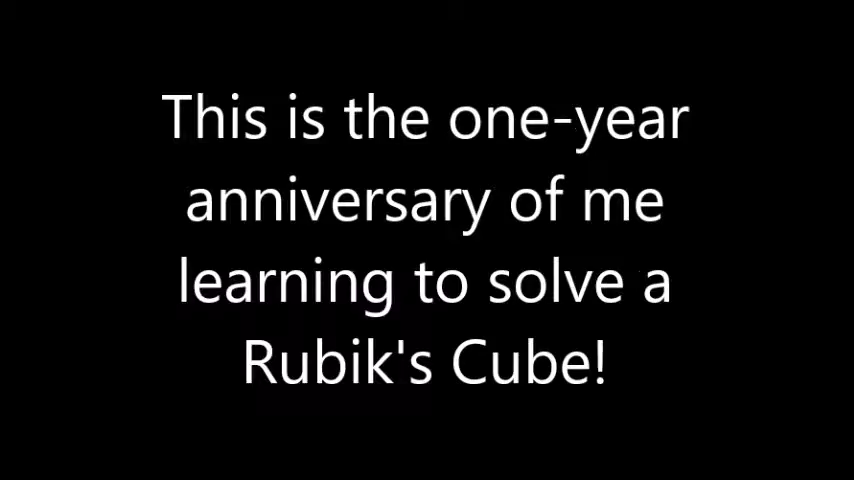 This is the one-year
anniversary of me
learning to solve a
Rubik's Cube!